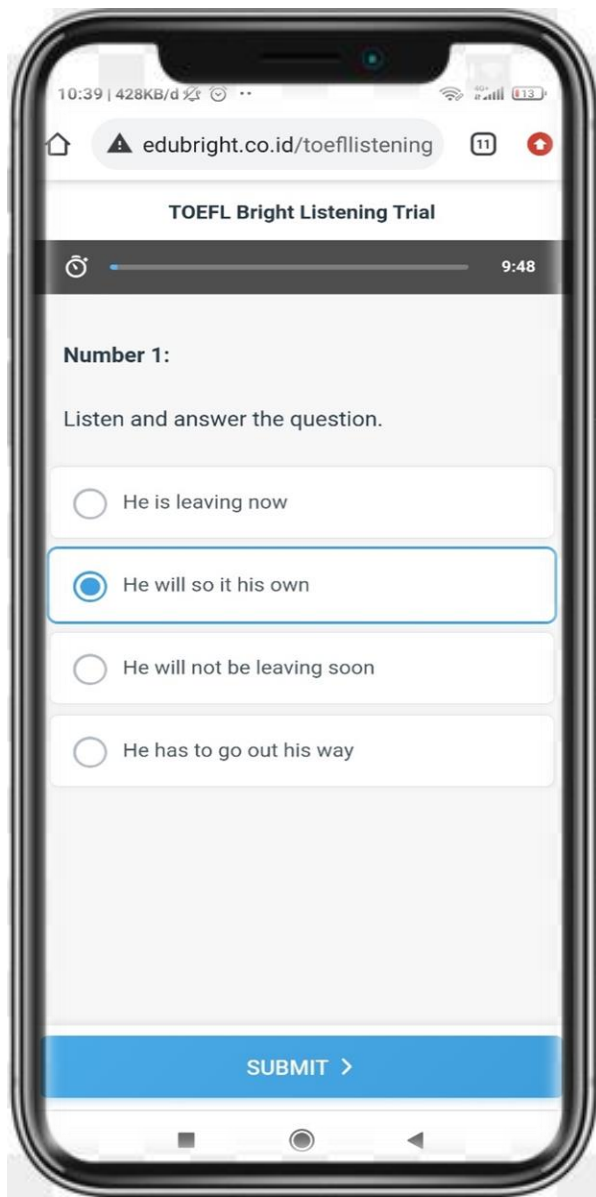 10:39 | 428KB/d
4G+
13
edubright.co.id/toefllistening
11
TOEFL Bright Listening Trial
9:48
Number 1:
Listen and answer the question.
He is leaving now
He will so it his own
He will not be leaving soon
He has to go out his way
SUBMIT >